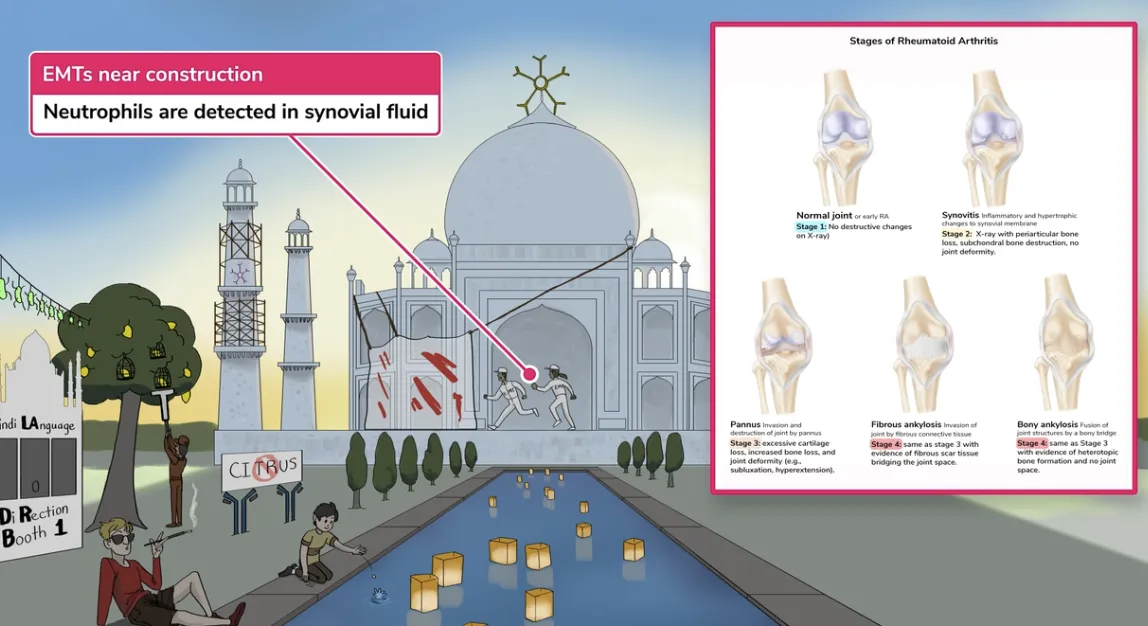 EMTs near construction
Neutrophils are detected in synovial fluid
Stages of Rheumatoid Arthritis
Normal joint or early RA
Stage 1: No destructive changes
on X-ray)
Synovitis Inflammatory and hypertrophic
changes to synovial membrane
Stage 2: X-ray with periarticular bone
loss, subchondral bone destruction, no
joint deformity.
Pannus Invasion and
destruction of joint by pannus
Stage 3: excessive cartilage
loss, increased bone loss, and
joint deformity (e.g.,
subluxation, hyperextension).
Fibrous ankylosis Invasion of
joint by fibrous connective tissue
Stage 4: same as stage 3 with
evidence of fibrous scar tissue
bridging the joint space.
Bony ankylosis Fusion of
joint structures by a bony bridge
Stage 4: same as Stage 3
with evidence of heterotopic
bone formation and no joint
space.
indi LAnguage
0
DiRection
Booth 1
CITRUS